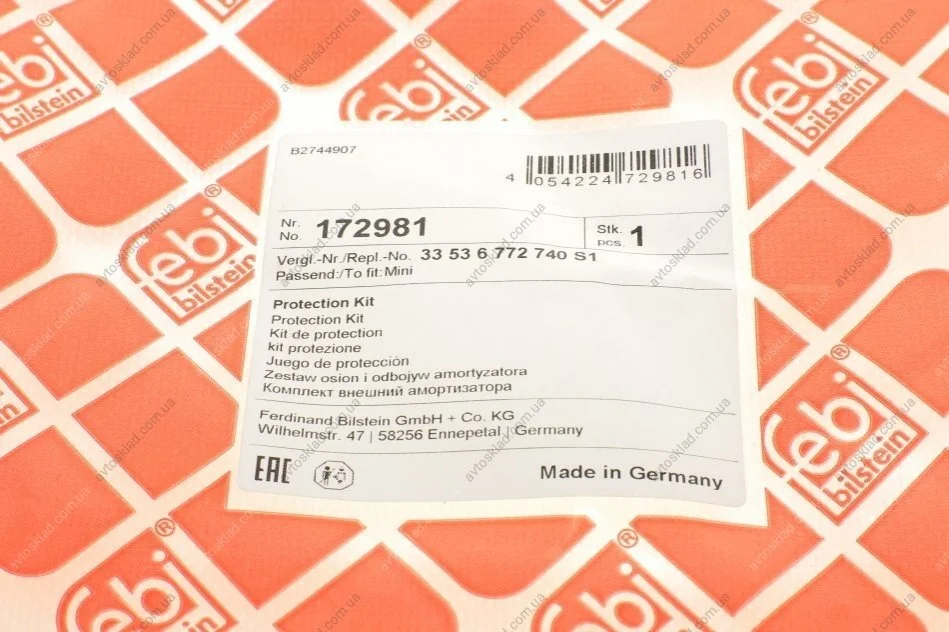 B2744907
4 054224 729816
Nr.
No. 172981
Stk.
pcs 1
Vergl.-Nr./Repl.-No. 33 53 6 772 740 S1
Passend:/To fit: Mini
Protection Kit
Protection Kit
Kit de protection
kit protezione
Juego de protección
Zestaw osion i odbojyw amortyzatora
Комплект внешний амортизатора
Ferdinand Bilstein GmbH + Co. KG
Wilhelmstr. 47 | 58256 Ennepetal | Germany
EAC
Made in Germany
febi
bilstein
®
avtosklad.com.ua